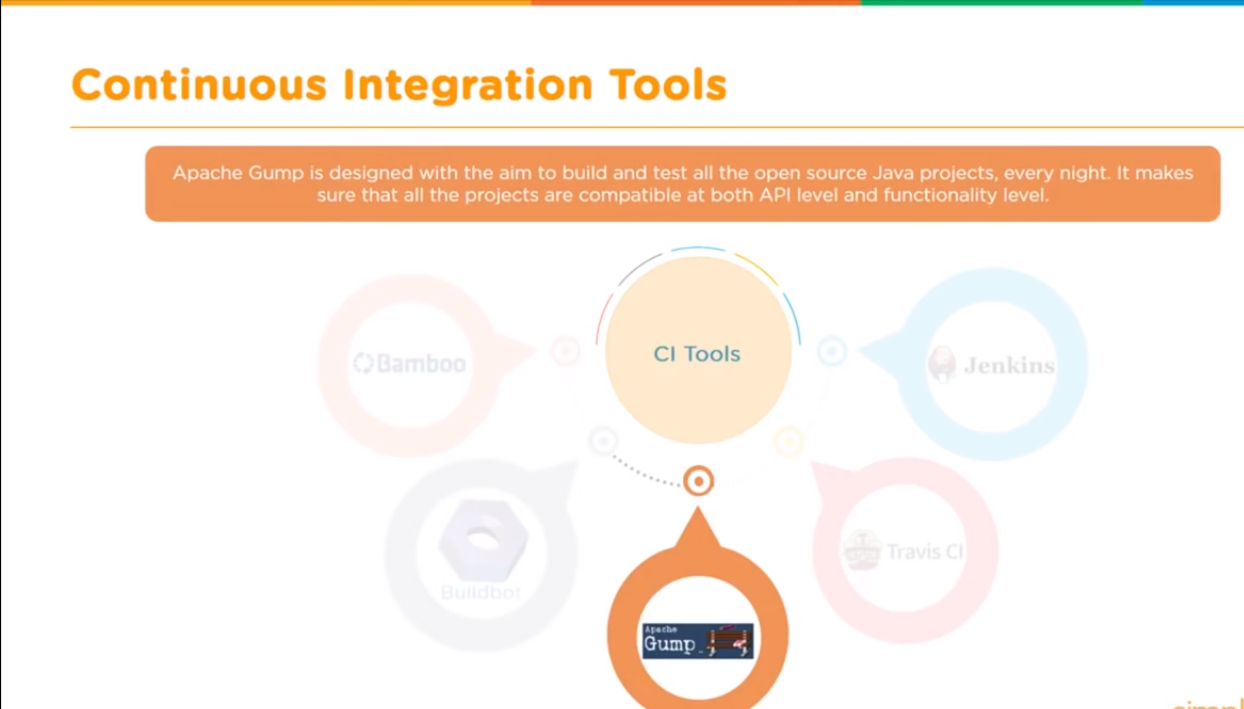 Continuous Integration Tools
Apache Gump is designed with the aim to build and test all the open source Java projects, every night. It makes
sure that all the projects are compatible at both API level and functionality level.
CI Tools
Bamboo
Jenkins
Buildbot
Travis CI
Apache
Gump